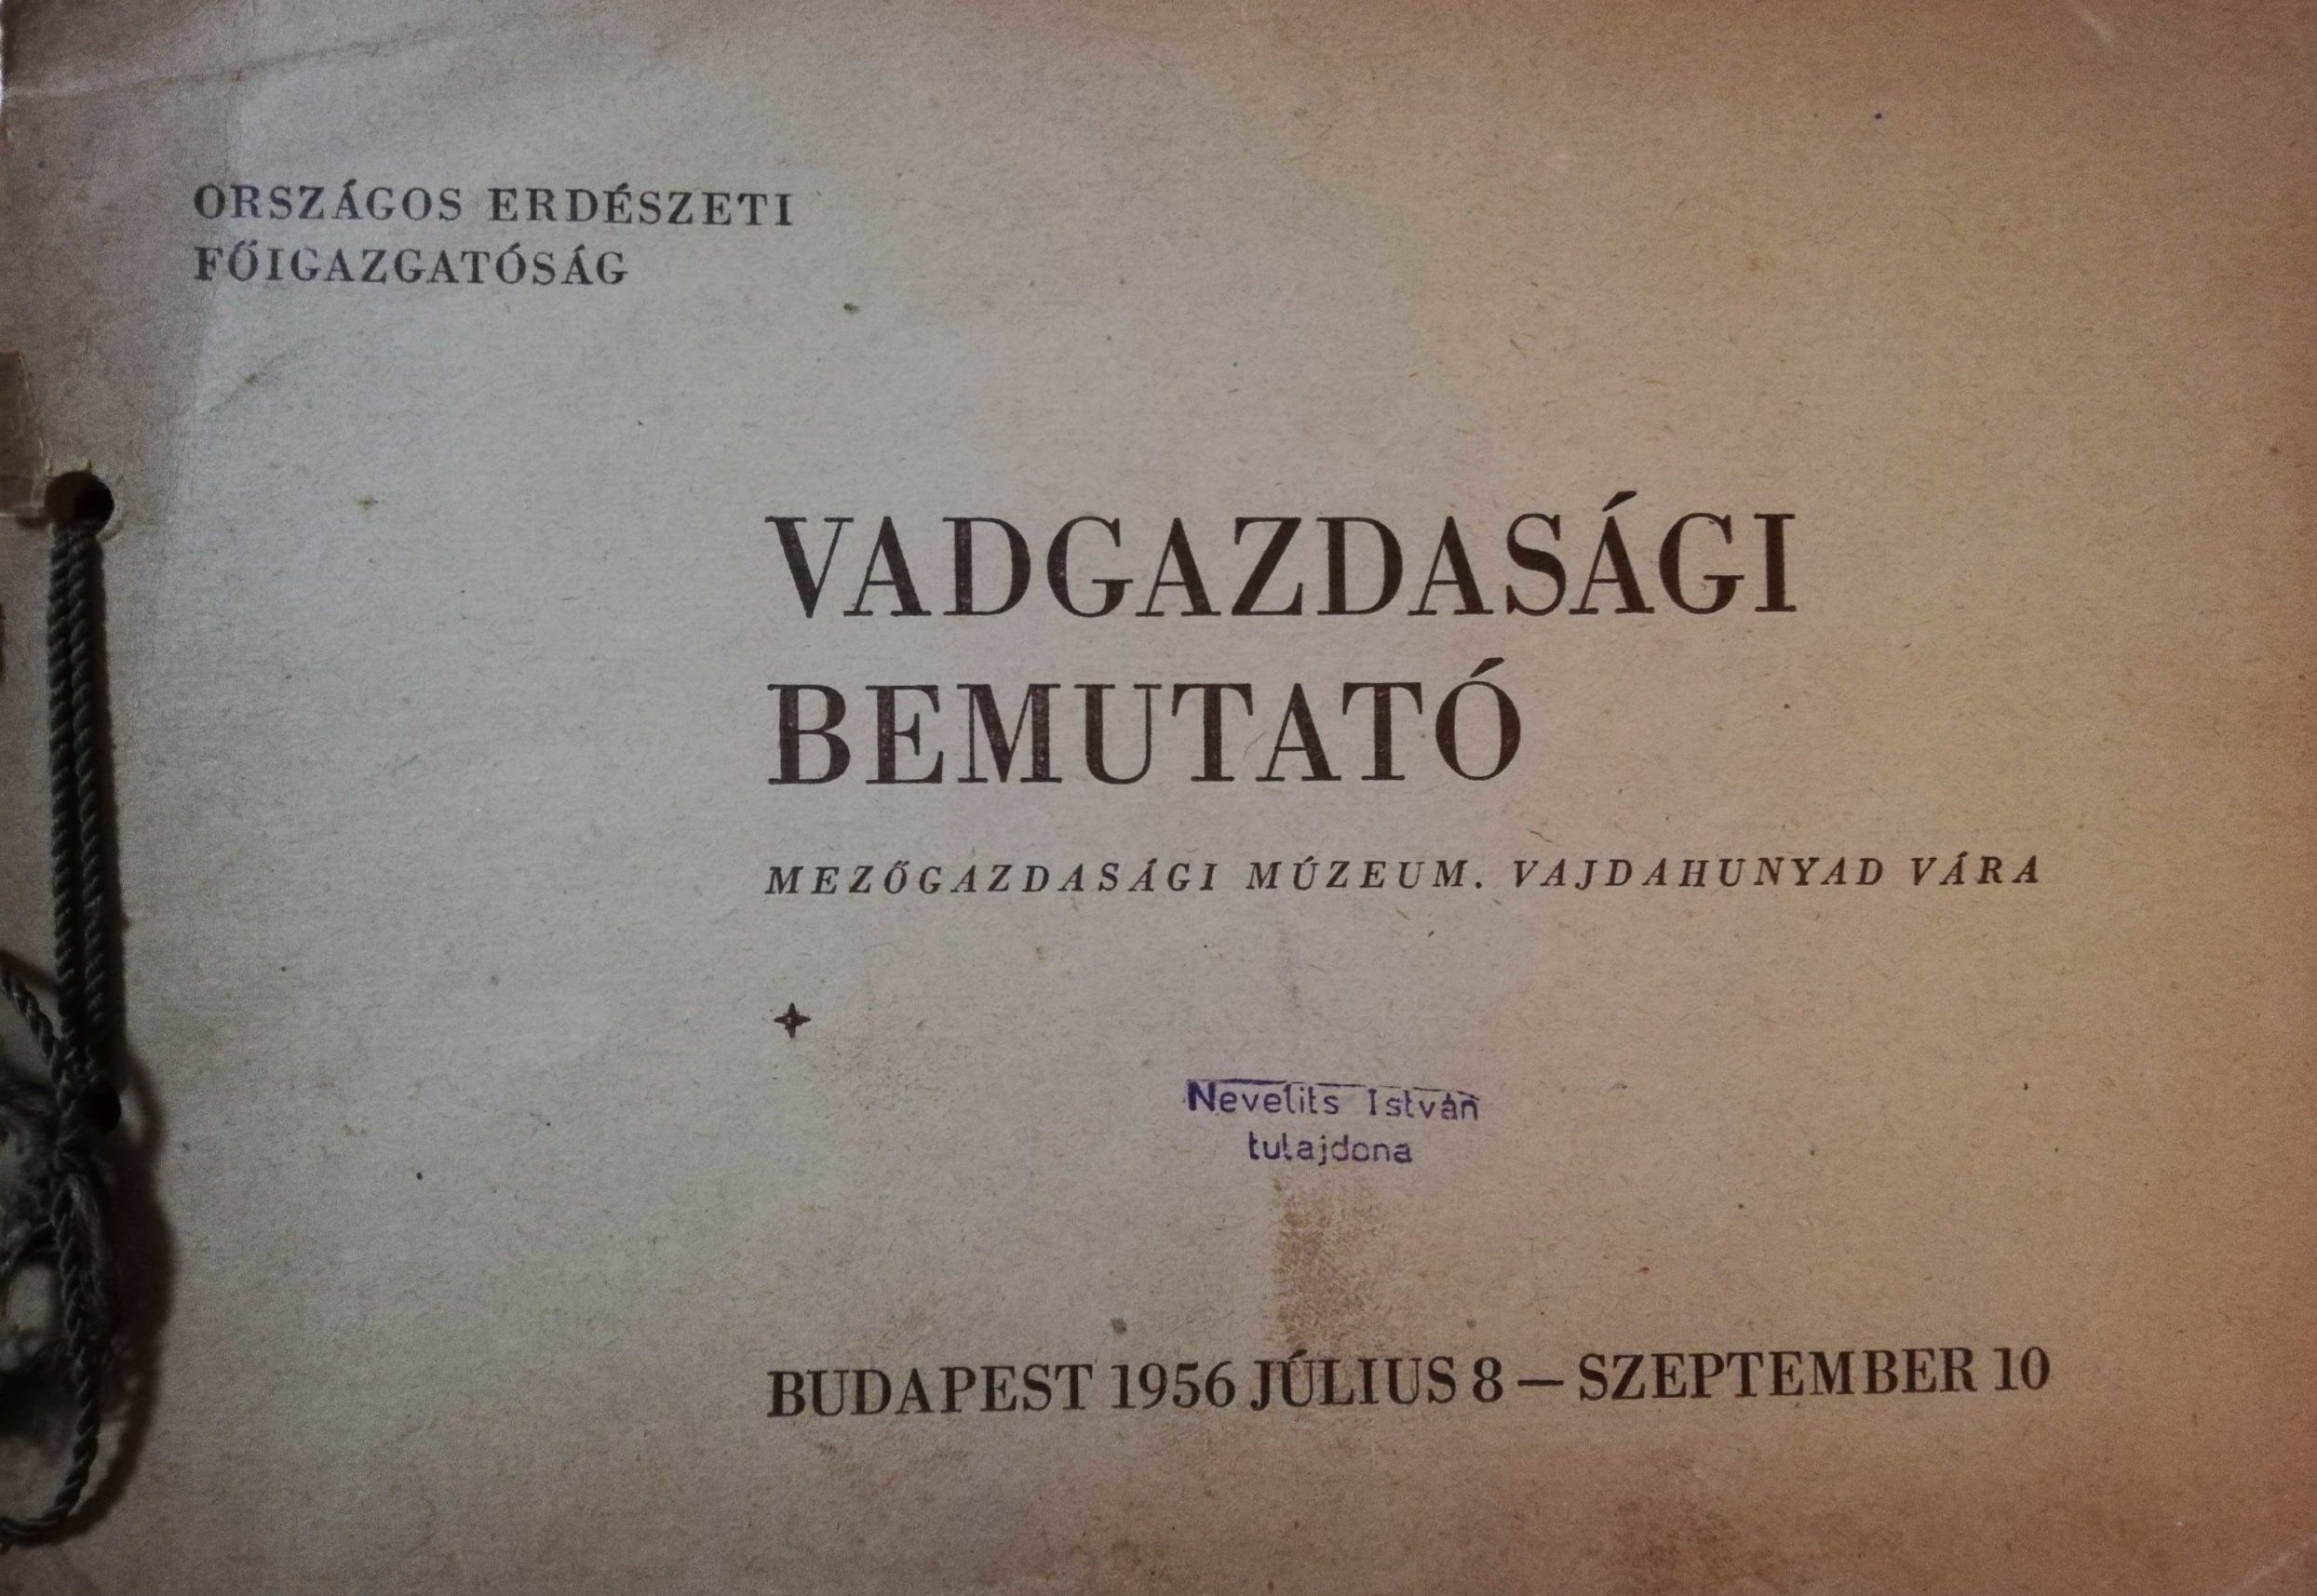 ORSZÁGOS ERDÉSZETI
FŐIGAZGATÓSÁG
VADGAZDASÁGI
BEMUTATÓ
MEZŐGAZDASÁGI MÚZEUM. VAJDAHUNYAD VÁRA
Nevelits István
tulajdona
BUDAPEST 1956 JÚLIUS 8 — SZEPTEMBER 10